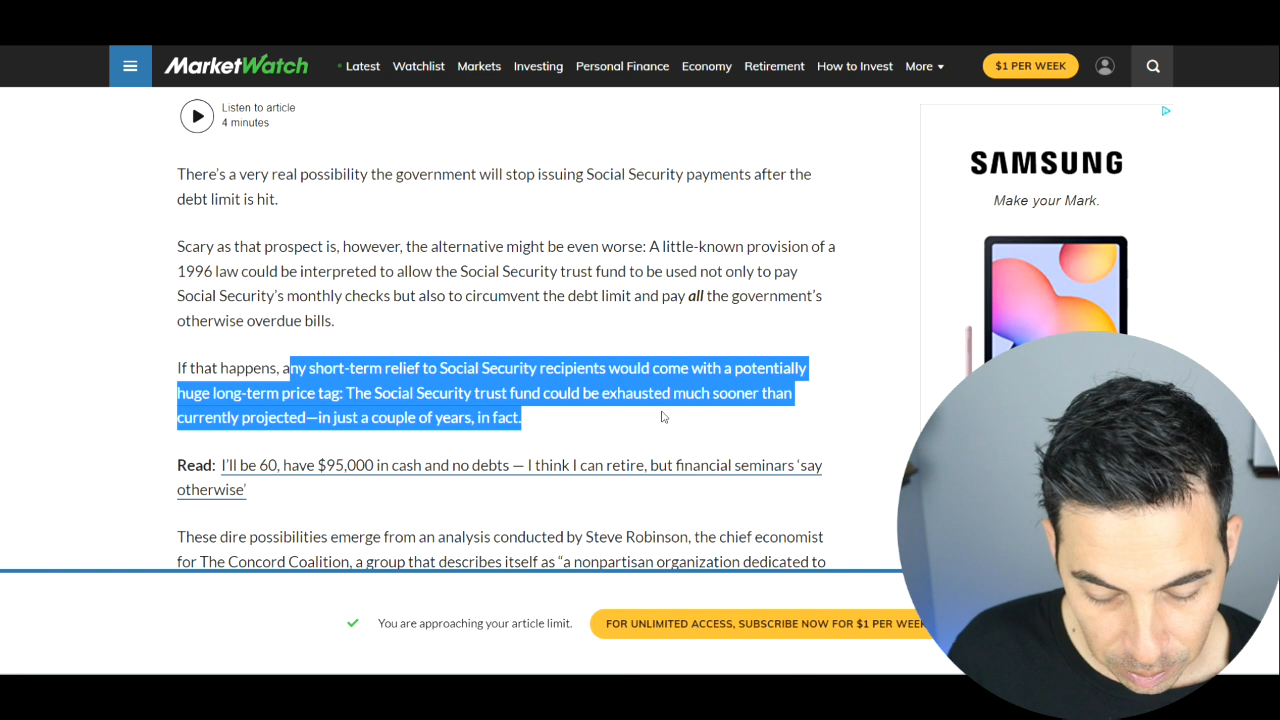 MarketWatch
Latest Watchlist Markets Investing Personal Finance Economy Retirement How to Invest More
$1 PER WEEK
Listen to article
4 minutes
There’s a very real possibility the government will stop issuing Social Security payments after the
debt limit is hit.
Scary as that prospect is, however, the alternative might be even worse: A little-known provision of a
1996 law could be interpreted to allow the Social Security trust fund to be used not only to pay
Social Security’s monthly checks but also to circumvent the debt limit and pay all the government’s
otherwise overdue bills.
If that happens, any short-term relief to Social Security recipients would come with a potentially
huge long-term price tag: The Social Security trust fund could be exhausted much sooner than
currently projected—in just a couple of years, in fact.
Read: I’ll be 60, have $95,000 in cash and no debts — I think I can retire, but financial seminars ‘say
otherwise’
These dire possibilities emerge from an analysis conducted by Steve Robinson, the chief economist
for The Concord Coalition, a group that describes itself as “a nonpartisan organization dedicated to
SAMSUNG
Make your Mark.
You are approaching your article limit.
FOR UNLIMITED ACCESS, SUBSCRIBE NOW FOR $1 PER WEEK